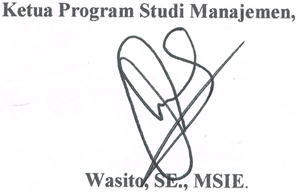 Ketua Program Studi Manajemen,
Wasito, SE., MSIE.